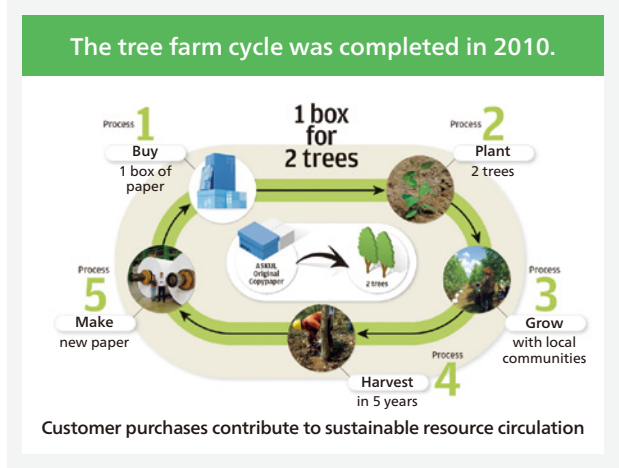 The tree farm cycle was completed in 2010.
1 box
for
2 trees
Process 1
Buy
1 box of
paper
Process 2
Plant
2 trees
ASKUL
Original
Copypaper
2 trees
Process 3
Grow
with local
communities
Process 4
Harvest
in 5 years
Process 5
Make
new paper
Customer purchases contribute to sustainable resource circulation